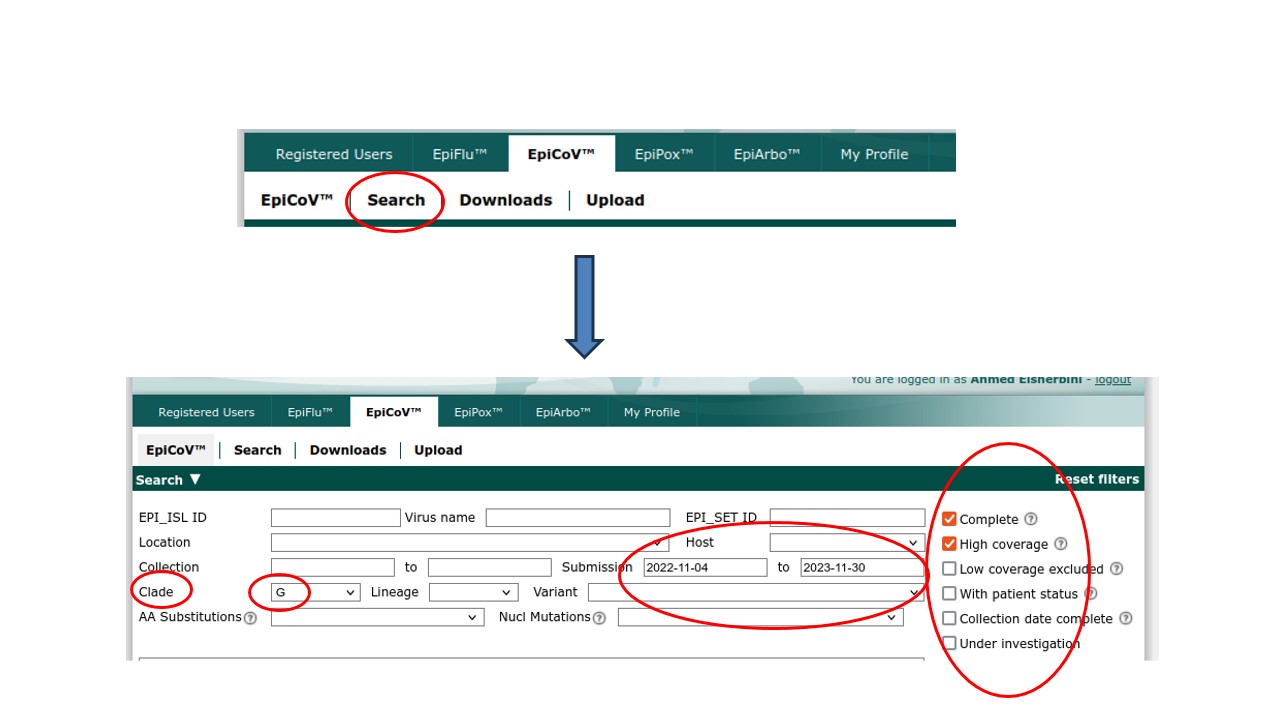 Registered Users EpiFlu™ EpiCoV™ EpiPox™ EpiArbo™ My Profile
EpiCoV™ Search Downloads Upload
You are logged in as Ahmed Elsherbini - logout
Registered Users EpiFlu™ EpiCoV™ EpiPox™ EpiArbo™ My Profile
EpiCoV™ Search Downloads Upload
Search ▼ Reset filters
EPI_ISL ID Virus name EPI_SET ID Complete ?
Location Host High coverage ?
Collection to Submission 2022-11-04 to 2023-11-30 Low coverage excluded ?
Clade G Lineage Variant With patient status ?
AA Substitutions ? Nucl Mutations ? Collection date complete ?
Under investigation